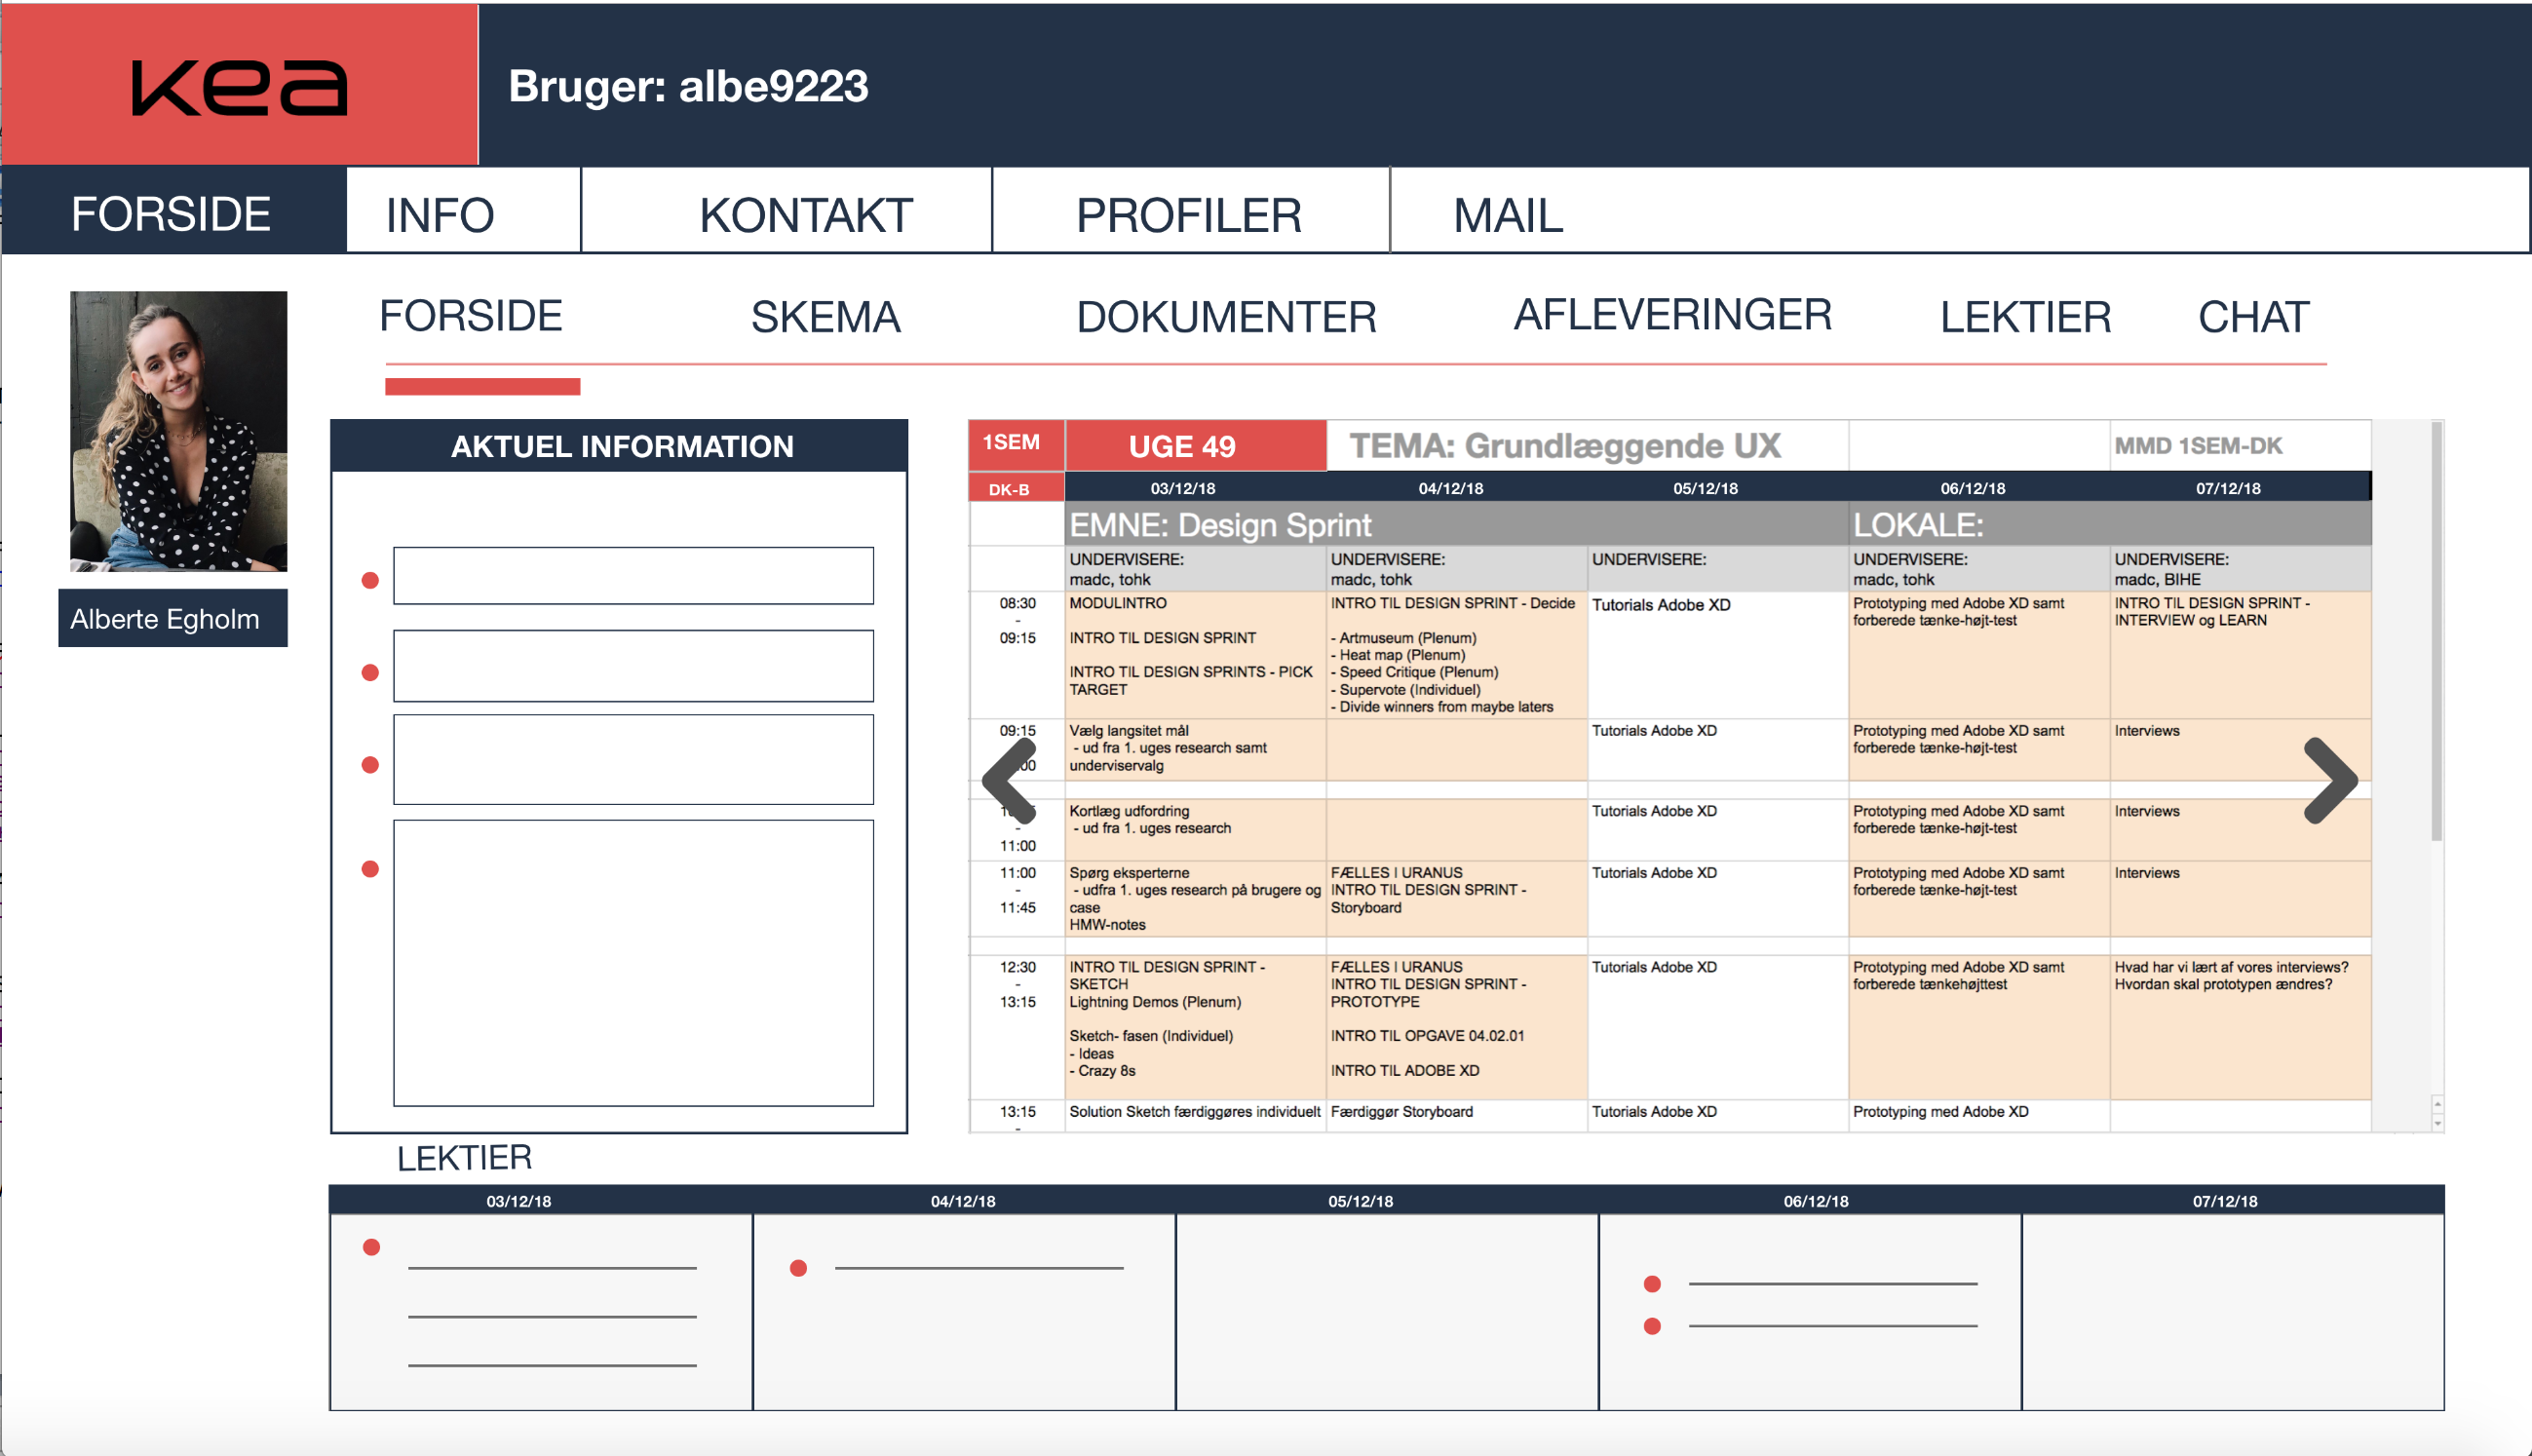 kea
Bruger: albe9223
FORSIDE
INFO
KONTAKT
PROFILER
MAIL
FORSIDE
SKEMA
DOKUMENTER
AFLEVERINGER
LEKTIER
CHAT
Alberte Egholm
AKTUEL INFORMATION
1SEM
UGE 49
TEMA: Grundlæggende UX
MMD 1SEM-DK
DK-B
03/12/18
04/12/18
05/12/18
06/12/18
07/12/18
EMNE: Design Sprint
LOKALE:
UNDERVISERE:
madc, tohk
UNDERVISERE:
madc, tohk
UNDERVISERE:
UNDERVISERE:
madc, tohk
UNDERVISERE:
madc, BIHE
08:30
-
09:15
MODULINTRO
INTRO TIL DESIGN SPRINT
INTRO TIL DESIGN SPRINTS - PICK
TARGET
INTRO TIL DESIGN SPRINT - Decide
- Artmuseum (Plenum)
- Heat map (Plenum)
- Speed Critique (Plenum)
- Supervote (Individuel)
- Divide winners from maybe laters
Tutorials Adobe XD
Prototyping med Adobe XD samt
forberede tænke-højt-test
INTRO TIL DESIGN SPRINT -
INTERVIEW og LEARN
09:15
Vælg langsitet mål
- ud fra 1. uges research samt
underviservalg
Tutorials Adobe XD
Prototyping med Adobe XD samt
forberede tænke-højt-test
Interviews
-
11:00
Kortlæg udfordring
- ud fra 1. uges research
Tutorials Adobe XD
Prototyping med Adobe XD samt
forberede tænke-højt-test
Interviews
11:00
-
11:45
Spørg eksperterne
- udfra 1. uges research på brugere og
case
HMW-notes
FÆLLES I URANUS
INTRO TIL DESIGN SPRINT -
Storyboard
Tutorials Adobe XD
Prototyping med Adobe XD samt
forberede tænke-højt-test
Interviews
12:30
-
13:15
INTRO TIL DESIGN SPRINT -
SKETCH
Lightning Demos (Plenum)
Sketch- fasen (Individuel)
- Ideas
- Crazy 8s
FÆLLES I URANUS
INTRO TIL DESIGN SPRINT -
PROTOTYPE
INTRO TIL OPGAVE 04.02.01
INTRO TIL ADOBE XD
Tutorials Adobe XD
Prototyping med Adobe XD samt
forberede tænkehøjttest
Hvad har vi lært af vores interviews?
Hvordan skal prototypen ændres?
13:15
-
Solution Sketch færdiggøres individuelt
Færdiggør Storyboard
Tutorials Adobe XD
Prototyping med Adobe XD
LEKTIER
03/12/18
04/12/18
05/12/18
06/12/18
07/12/18